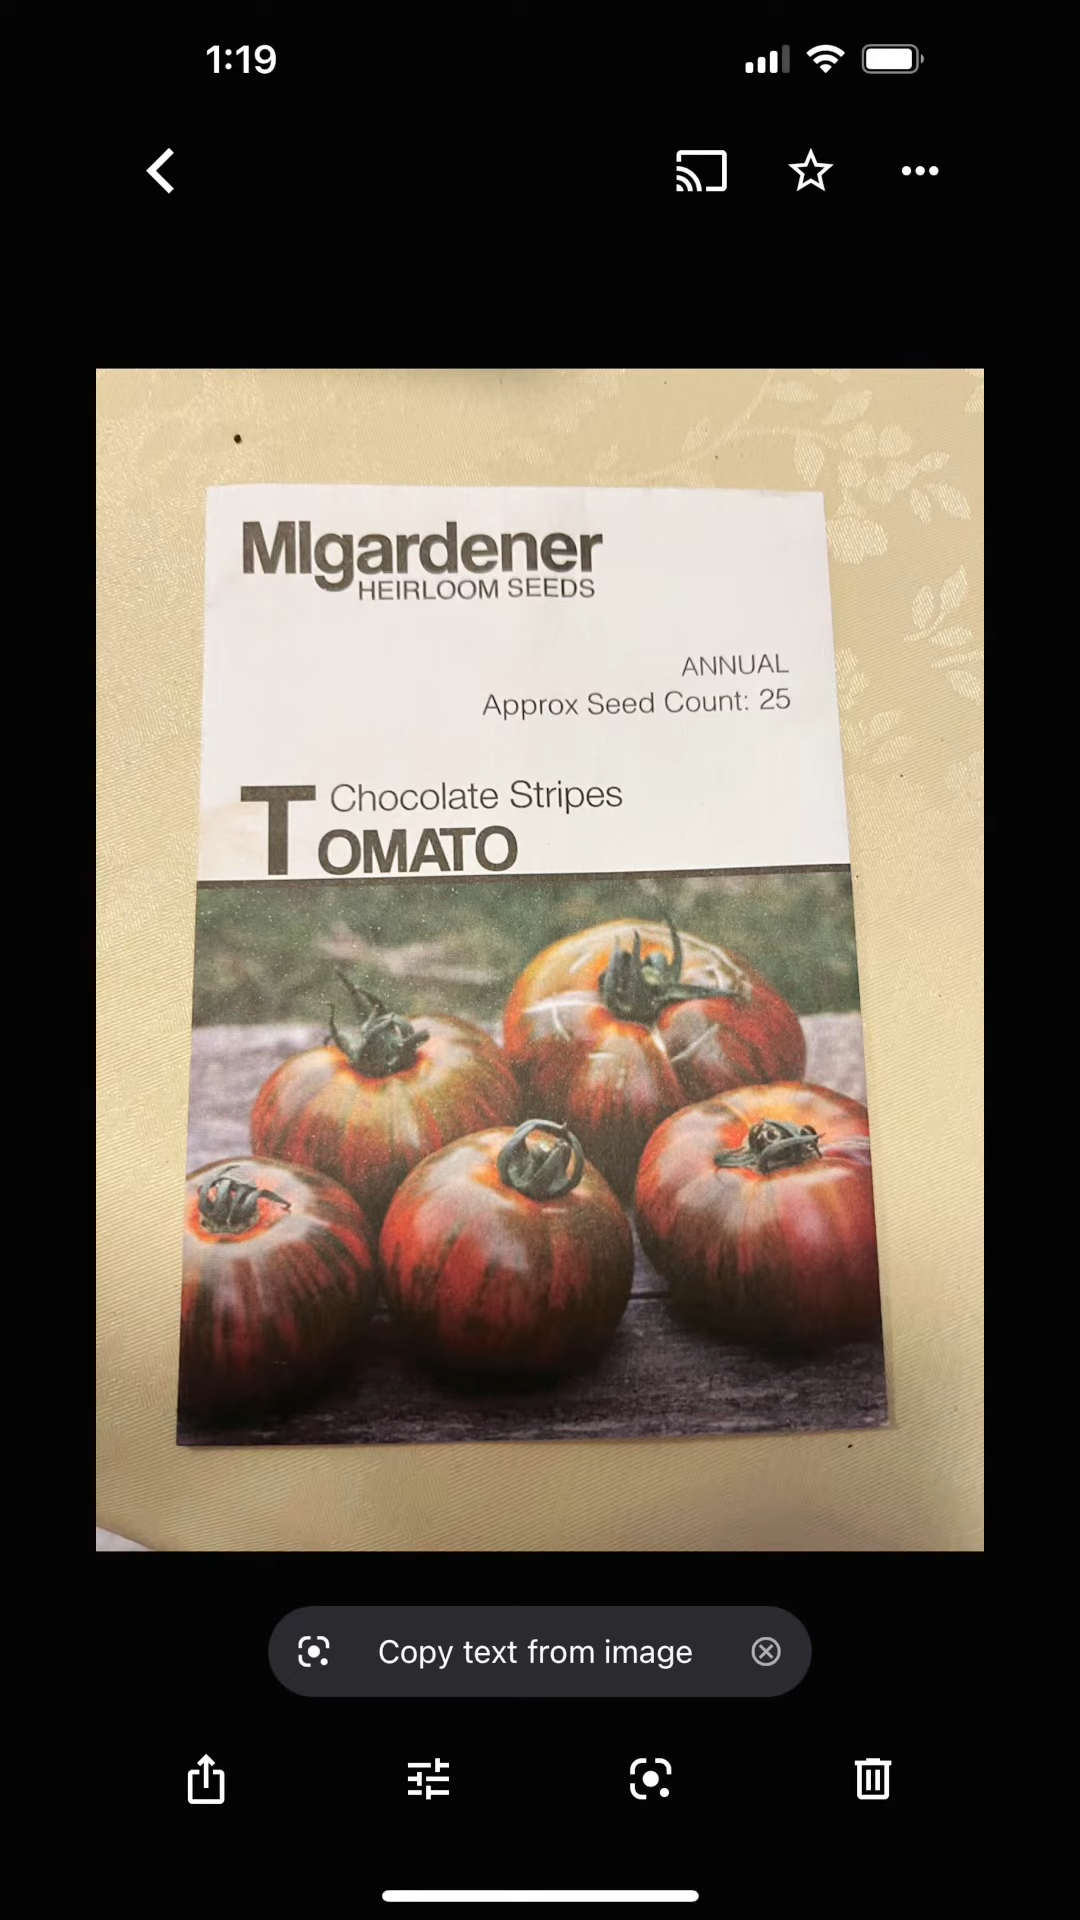 1:19
MIgardener
HEIRLOOM SEEDS
ANNUAL
Approx Seed Count: 25
Chocolate Stripes
TOMATO
Copy text from image